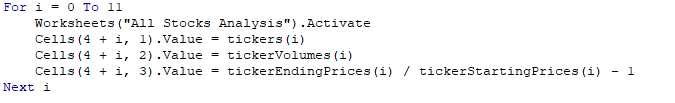 For i = 0 To 11
    Worksheets("All Stocks Analysis").Activate
    Cells(4 + i, 1).Value = tickers(i)
    Cells(4 + i, 2).Value = tickerVolumes(i)
    Cells(4 + i, 3).Value = tickerEndingPrices(i) / tickerStartingPrices(i) - 1
Next i